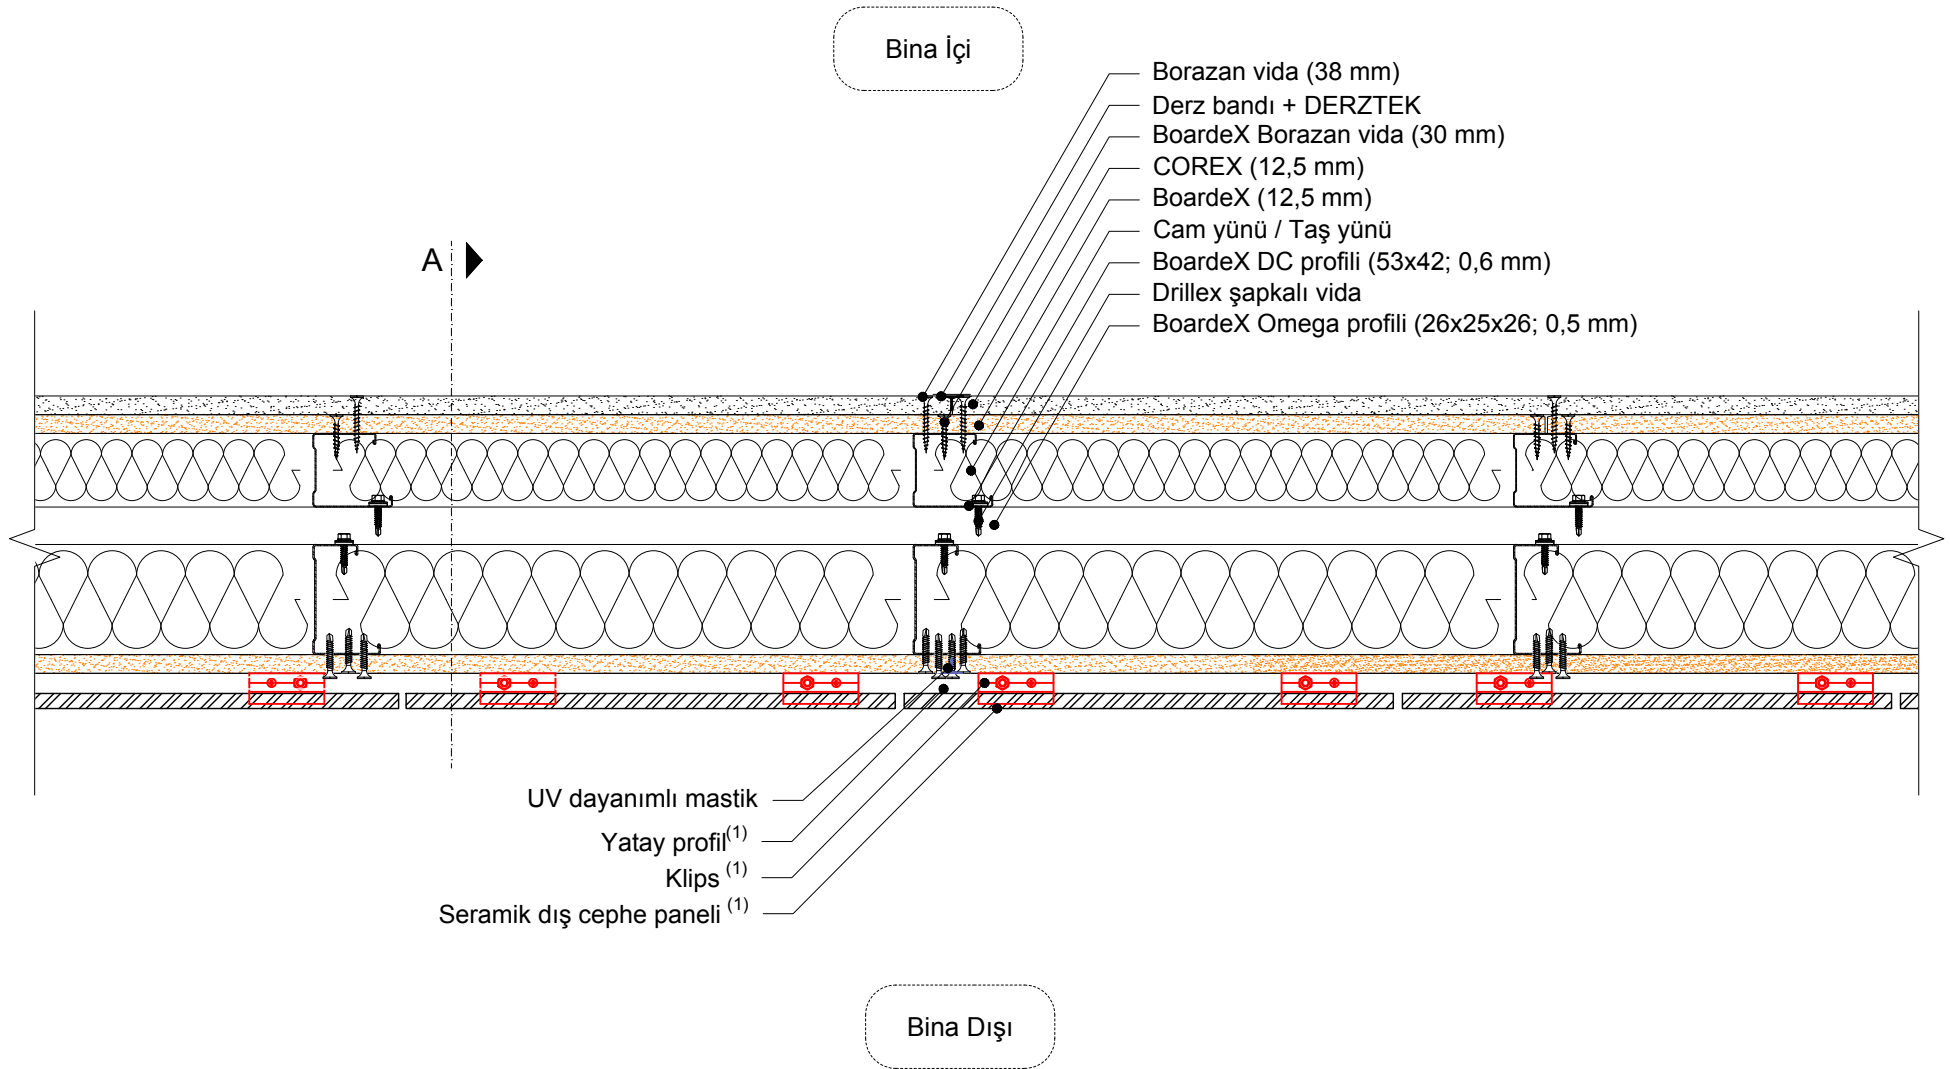 Bina İçi
Borazan vida (38 mm)
Derz bandı + DERZTEK
BoardeX Borazan vida (30 mm)
COREX (12,5 mm)
BoardeX (12,5 mm)
Cam yünü / Taş yünü
BoardeX DC profili (53x42; 0,6 mm)
Drillex şapkalı vida
BoardeX Omega profili (26x25x26; 0,5 mm)
A
UV dayanımlı mastik
Yatay profil(1)
Klips (1)
Seramik dış cephe paneli (1)
Bina Dışı